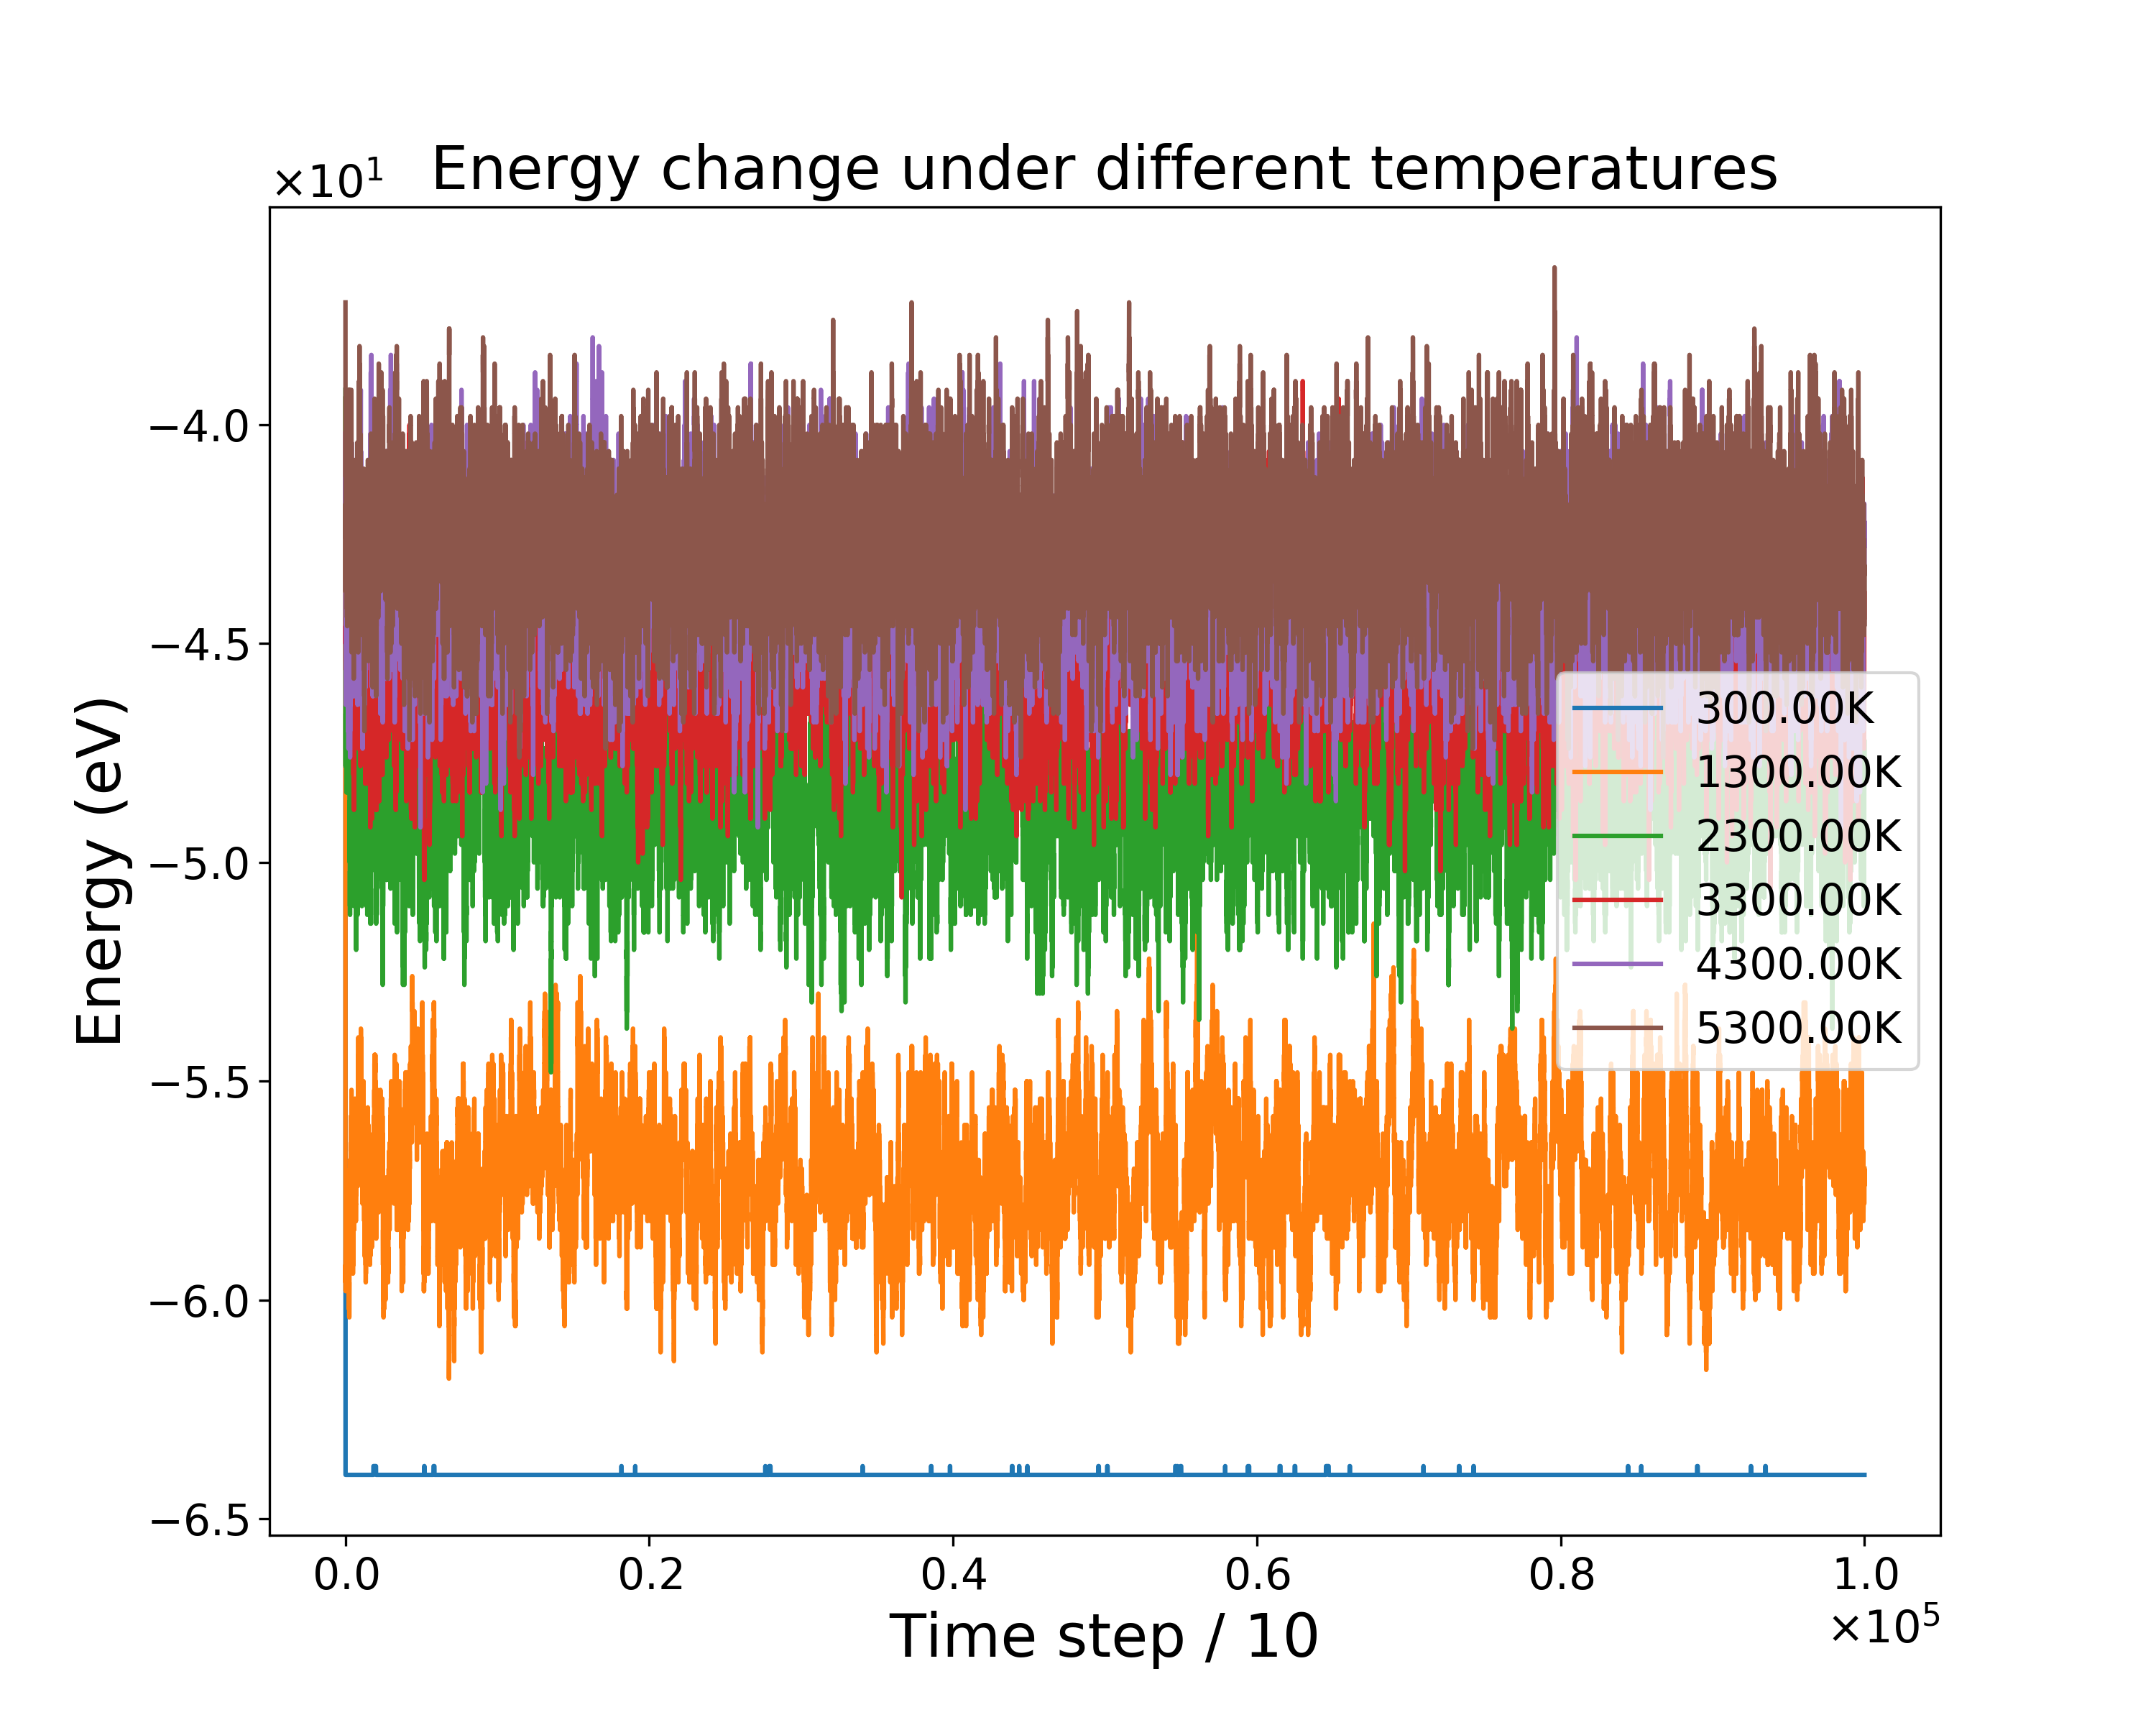 Energy change under different temperatures
×10¹
Energy (eV)
−4.0
−4.5
−5.0
−5.5
−6.0
−6.5
300.00K
1300.00K
2300.00K
3300.00K
4300.00K
5300.00K
0.0 0.2 0.4 0.6 0.8 1.0
Time step / 10
×10⁵